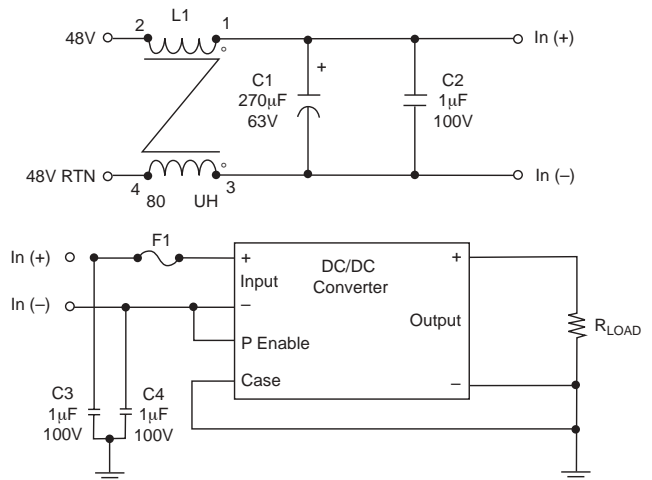 L1
2 1
48V
In (+)
C1
270μF
63V
+
C2
1μF
100V
48V RTN
4 3
80 UH
In (–)
In (+)
F1
+
Input
DC/DC
Converter
+
In (–)
–
Output
R_LOAD
P Enable
Case
–
C3
1μF
100V
C4
1μF
100V